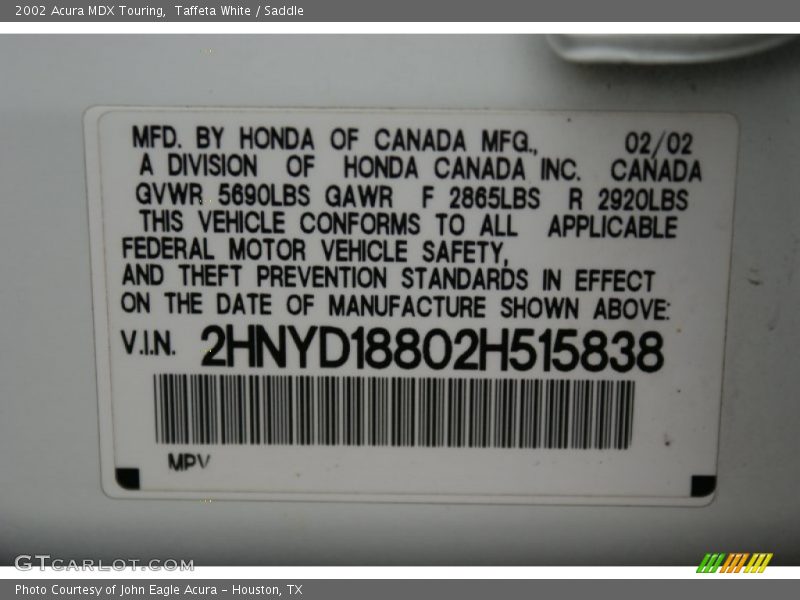 2002 Acura MDX Touring,  Taffeta White / Saddle
MFD. BY HONDA OF CANADA MFG., 02/02
A DIVISION OF HONDA CANADA INC. CANADA
GVWR 5690LBS GAWR F 2865LBS R 2920LBS
THIS VEHICLE CONFORMS TO ALL APPLICABLE
FEDERAL MOTOR VEHICLE SAFETY,
AND THEFT PREVENTION STANDARDS IN EFFECT
ON THE DATE OF MANUFACTURE SHOWN ABOVE:
V.I.N. 2HNYD18802H515838
MPV
GTCARLOT.COM
Photo Courtesy of John Eagle Acura - Houston, TX